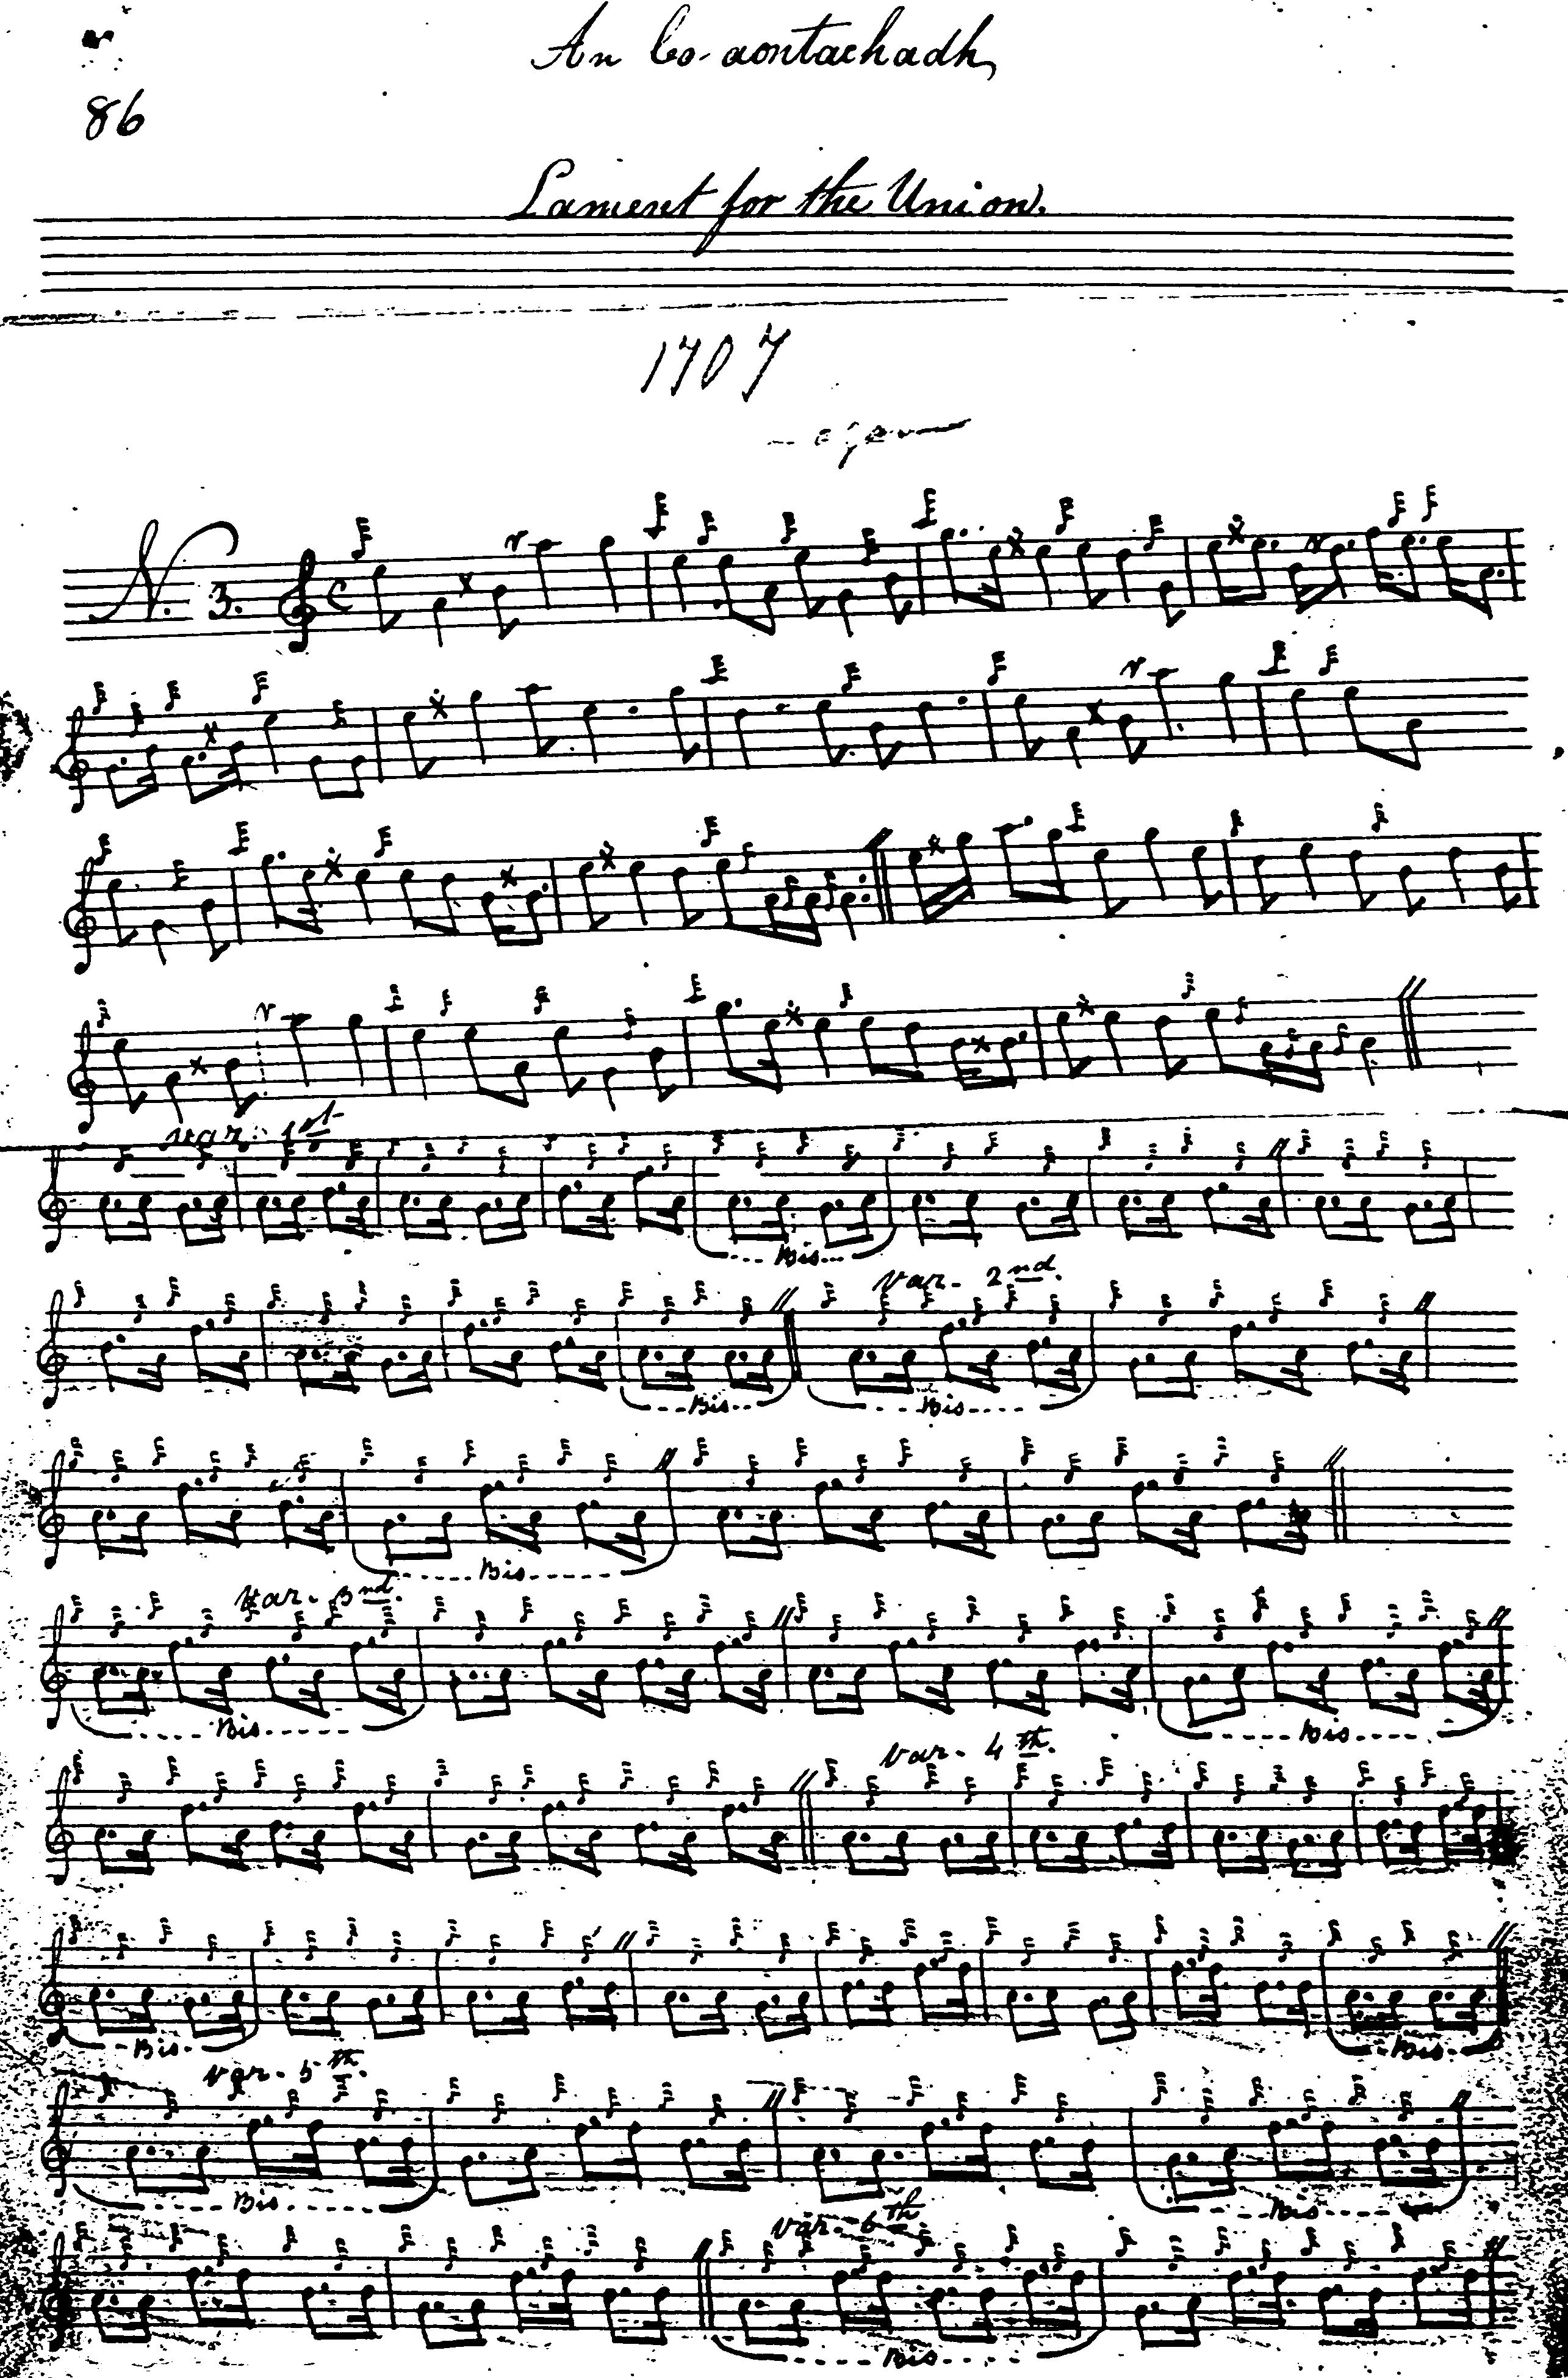 An Co-aontachadh
86
Lament for the Union.
1707
N. 3.
var. 1st
Bis
var. 2nd.
Bis
Bis
Bis
var. 3nd.
Bis
Bis
var. 4th.
Bis
Bis
var. 5th.
Bis
Bis
var. 6th
Bis